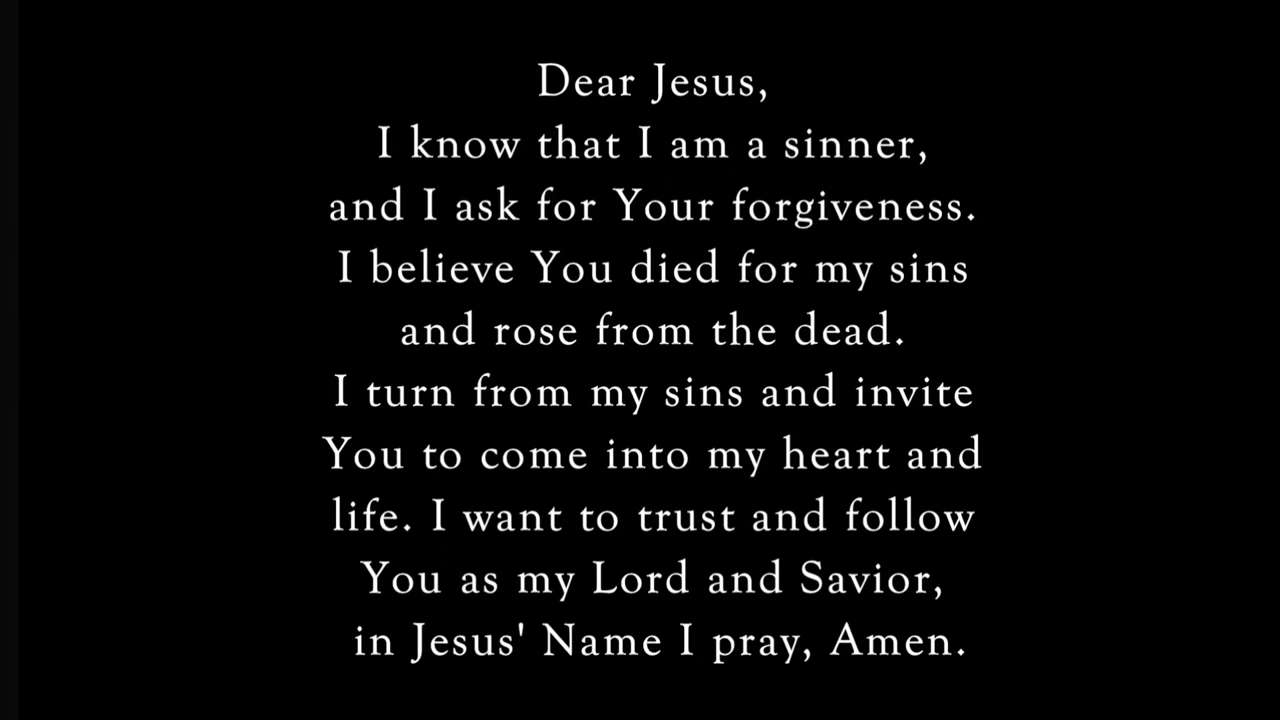 Dear Jesus,
I know that I am a sinner,
and I ask for Your forgiveness.
I believe You died for my sins
and rose from the dead.
I turn from my sins and invite
You to come into my heart and
life. I want to trust and follow
You as my Lord and Savior,
in Jesus' Name I pray, Amen.